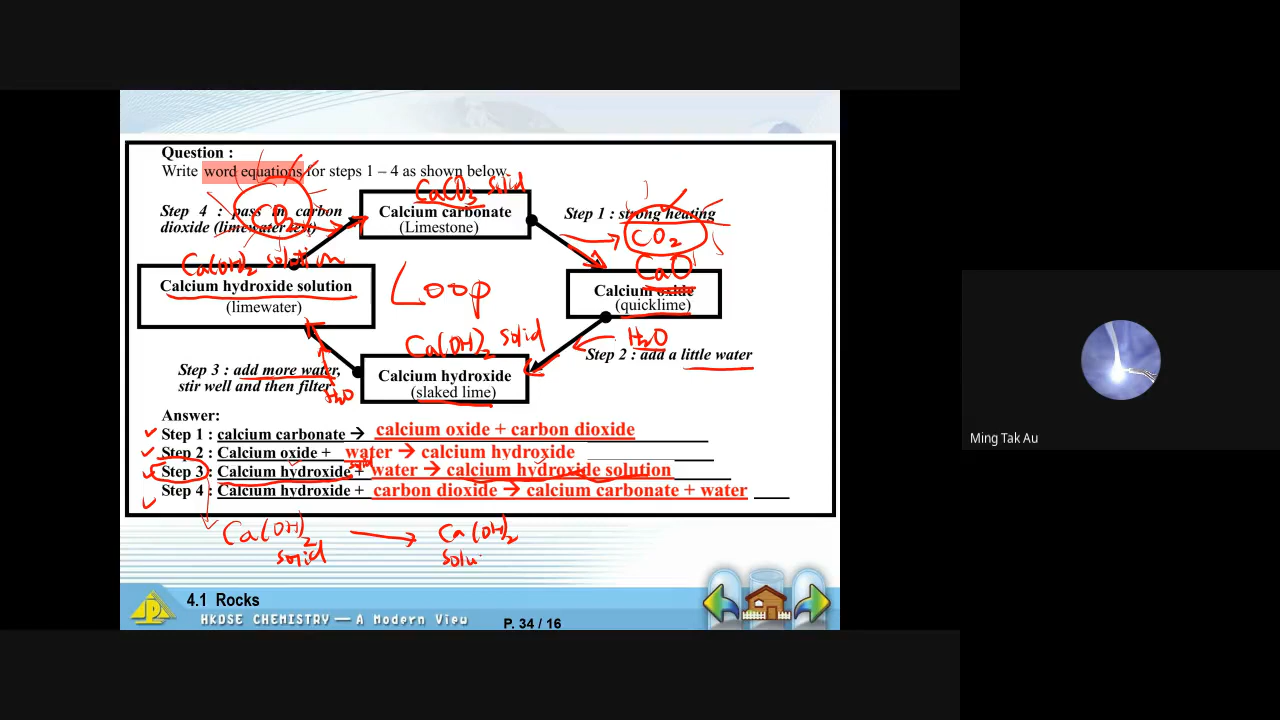 Question :
Write word equations for steps 1 – 4 as shown below.
CaCO3 solid
Step 4 : pass in carbon
dioxide (limewater test)
CO2
Calcium carbonate
(Limestone)
Step 1 : strong heating
CO2
Ca(OH)2 solution
Calcium hydroxide solution
(limewater)
Loop
CaO
Calcium oxide
(quicklime)
Ca(OH)2 solid
H2O
Step 2 : add a little water
Step 3 : add more water,
stir well and then filter
H2O
Calcium hydroxide
(slaked lime)
Answer:
Step 1 : calcium carbonate → calcium oxide + carbon dioxide
Step 2 : Calcium oxide + water → calcium hydroxide
solid
Step 3 : Calcium hydroxide + water → calcium hydroxide solution
Step 4 : Calcium hydroxide + carbon dioxide → calcium carbonate + water
Ca(OH)2 → Ca(OH)2
solid solu
4.1 Rocks
HKDSE CHEMISTRY — A Modern View
P. 34 / 16
Ming Tak Au